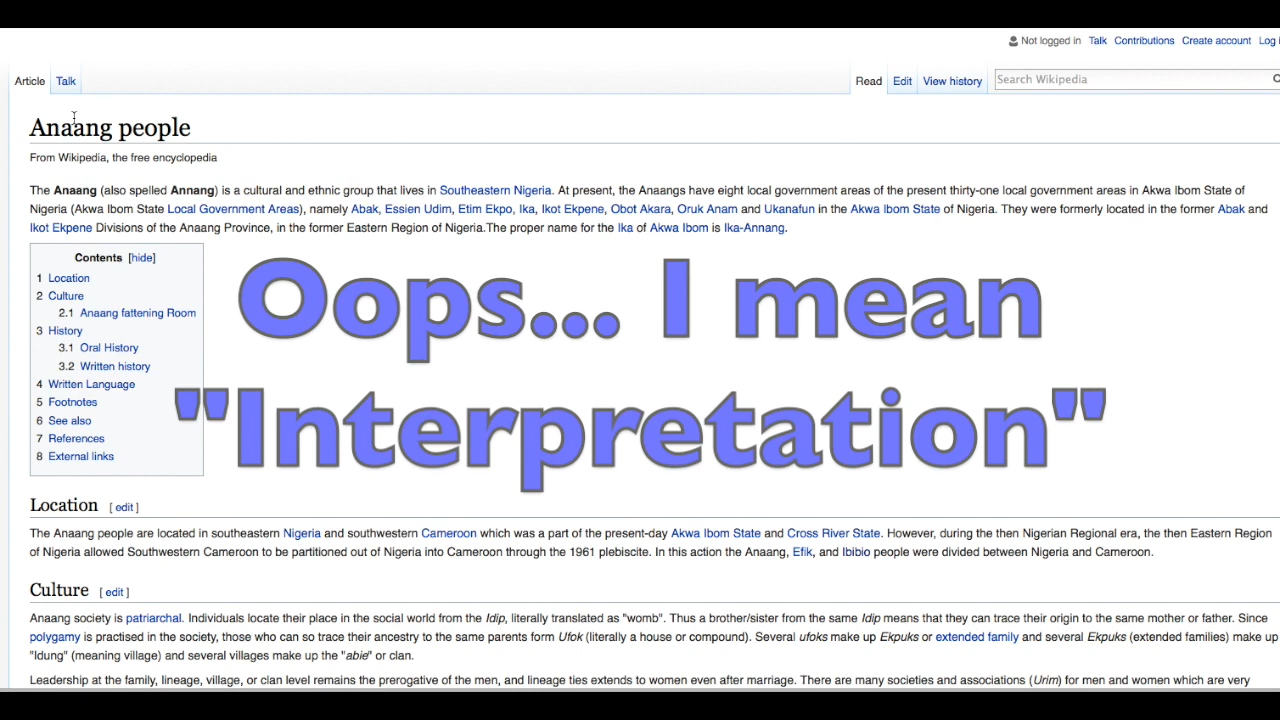 Not logged in Talk Contributions Create account Log
Article Talk Read Edit View history Search Wikipedia
Anaang people
From Wikipedia, the free encyclopedia
The Anaang (also spelled Annang) is a cultural and ethnic group that lives in Southeastern Nigeria. At present, the Anaangs have eight local government areas of the present thirty-one local government areas in Akwa Ibom State of
Nigeria (Akwa Ibom State Local Government Areas), namely Abak, Essien Udim, Etim Ekpo, Ika, Ikot Ekpene, Obot Akara, Oruk Anam and Ukanafun in the Akwa Ibom State of Nigeria. They were formerly located in the former Abak and
Ikot Ekpene Divisions of the Anaang Province, in the former Eastern Region of Nigeria.The proper name for the Ika of Akwa Ibom is Ika-Annang.
Contents [hide]
1 Location
2 Culture
2.1 Anaang fattening Room
3 History
3.1 Oral History
3.2 Written history
4 Written Language
5 Footnotes
6 See also
7 References
8 External links
Oops... I mean
"Interpretation"
Location [ edit ]
The Anaang people are located in southeastern Nigeria and southwestern Cameroon which was a part of the present-day Akwa Ibom State and Cross River State. However, during the then Nigerian Regional era, the then Eastern Region
of Nigeria allowed Southwestern Cameroon to be partitioned out of Nigeria into Cameroon through the 1961 plebiscite. In this action the Anaang, Efik, and Ibibio people were divided between Nigeria and Cameroon.
Culture [ edit ]
Anaang society is patriarchal. Individuals locate their place in the social world from the Idip, literally translated as "womb". Thus a brother/sister from the same Idip means that they can trace their origin to the same mother or father. Since
polygamy is practised in the society, those who can so trace their ancestry to the same parents form Ufok (literally a house or compound). Several ufoks make up Ekpuks or extended family and several Ekpuks (extended families) make up
"Idung" (meaning village) and several villages make up the "abie" or clan.
Leadership at the family, lineage, village, or clan level remains the prerogative of the men, and lineage ties extends to women even after marriage. There are many societies and associations (Urim) for men and women which are very